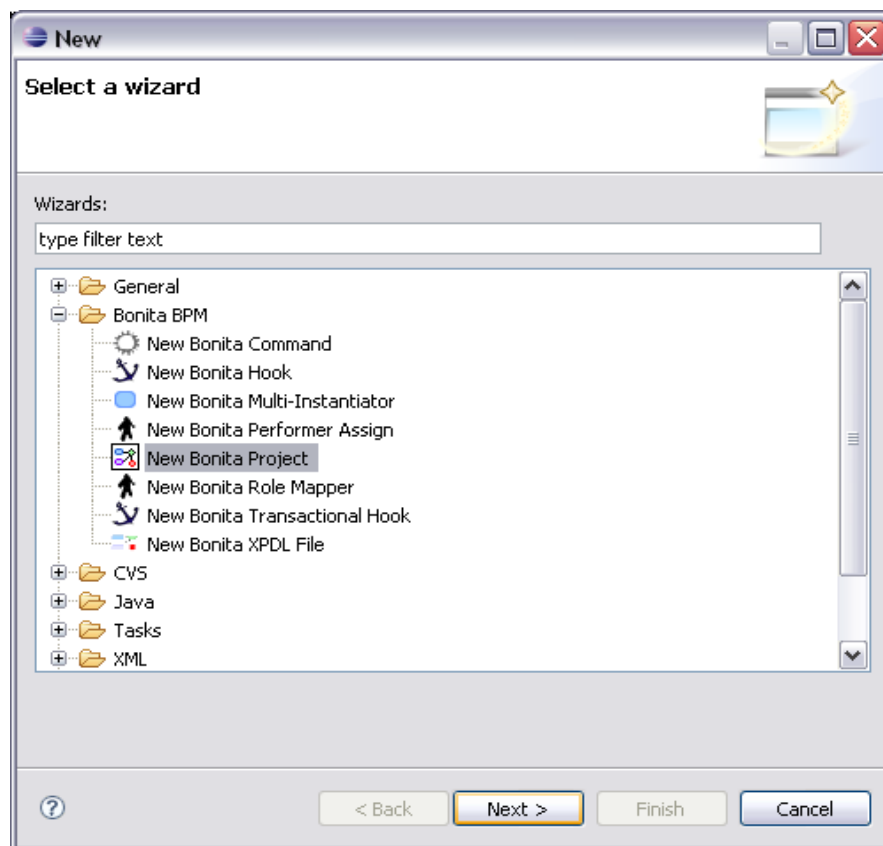 New
Select a wizard
Wizards:
type filter text
General
Bonita BPM
New Bonita Command
New Bonita Hook
New Bonita Multi-Instantiator
New Bonita Performer Assign
New Bonita Project
New Bonita Role Mapper
New Bonita Transactional Hook
New Bonita XPDL File
CVS
Java
Tasks
XML
< Back Next > Finish Cancel